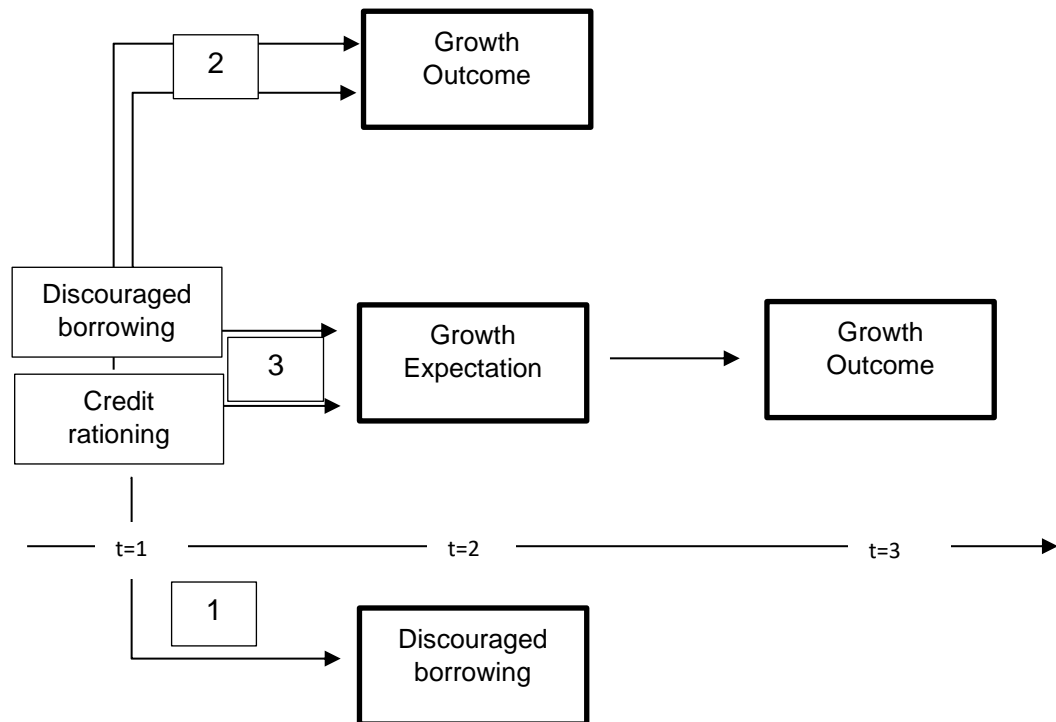 2
Growth
Outcome
Discouraged
borrowing
3
Growth
Expectation
Growth
Outcome
Credit
rationing
t=1
t=2
t=3
1
Discouraged
borrowing